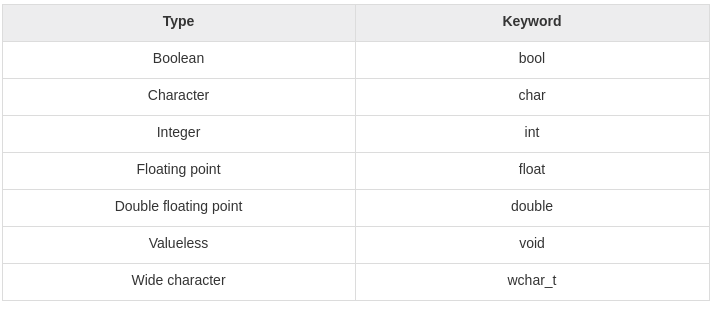 Type Keyword
Boolean bool
Character char
Integer int
Floating point float
Double floating point double
Valueless void
Wide character wchar_t